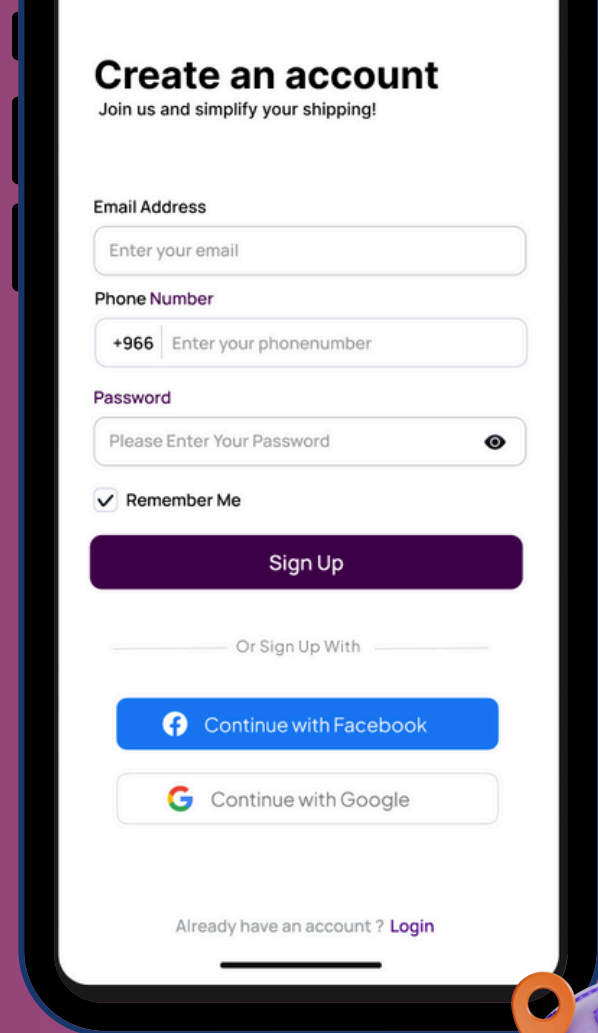 Create an account
Join us and simplify your shipping!
Email Address
Enter your email
Phone Number
+966 Enter your phonenumber
Password
Please Enter Your Password
Remember Me
Sign Up
Or Sign Up With
Continue with Facebook
Continue with Google
Already have an account ? Login